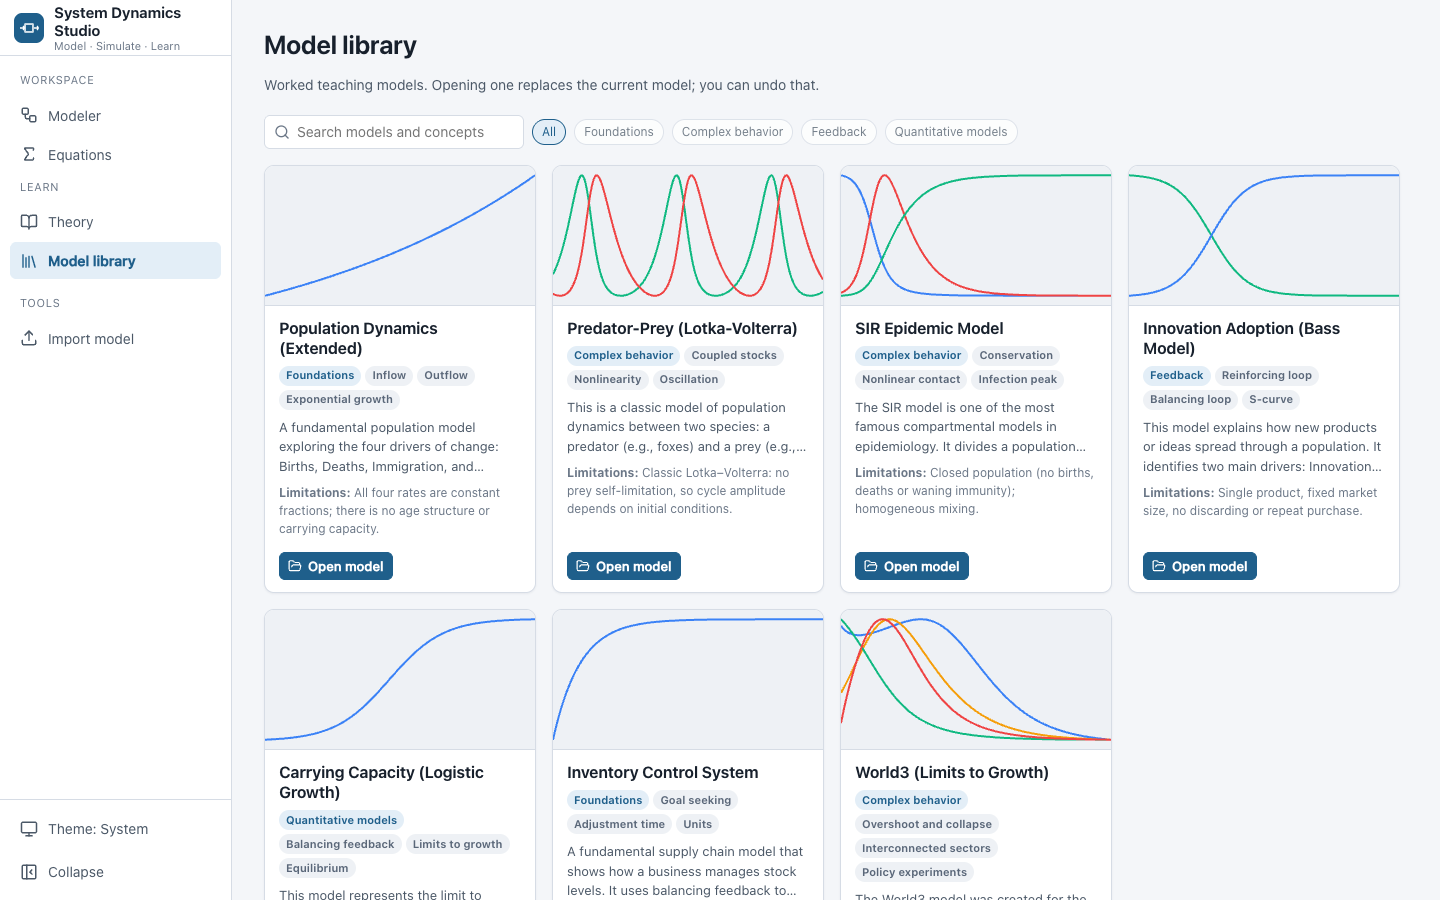 System Dynamics
Studio
Model · Simulate · Learn
WORKSPACE
Modeler
Equations
LEARN
Theory
Model library
TOOLS
Import model
Theme: System
Collapse
Model library
Worked teaching models. Opening one replaces the current model; you can undo that.
Search models and concepts
All
Foundations
Complex behavior
Feedback
Quantitative models
Population Dynamics
(Extended)
Foundations
Inflow
Outflow
Exponential growth
A fundamental population model
exploring the four drivers of change:
Births, Deaths, Immigration, and...
Limitations: All four rates are constant
fractions; there is no age structure or
carrying capacity.
Open model
Predator-Prey (Lotka-Volterra)
Complex behavior
Coupled stocks
Nonlinearity
Oscillation
This is a classic model of population
dynamics between two species: a
predator (e.g., foxes) and a prey (e.g.,...
Limitations: Classic Lotka–Volterra: no
prey self-limitation, so cycle amplitude
depends on initial conditions.
Open model
SIR Epidemic Model
Complex behavior
Conservation
Nonlinear contact
Infection peak
The SIR model is one of the most
famous compartmental models in
epidemiology. It divides a population...
Limitations: Closed population (no births,
deaths or waning immunity);
homogeneous mixing.
Open model
Innovation Adoption (Bass
Model)
Feedback
Reinforcing loop
Balancing loop
S-curve
This model explains how new products
or ideas spread through a population. It
identifies two main drivers: Innovation...
Limitations: Single product, fixed market
size, no discarding or repeat purchase.
Open model
Carrying Capacity (Logistic
Growth)
Quantitative models
Balancing feedback
Limits to growth
Equilibrium
This model represents the limit to
Inventory Control System
Foundations
Goal seeking
Adjustment time
Units
A fundamental supply chain model that
shows how a business manages stock
levels. It uses balancing feedback to...
World3 (Limits to Growth)
Complex behavior
Overshoot and collapse
Interconnected sectors
Policy experiments
The World3 model was created for the